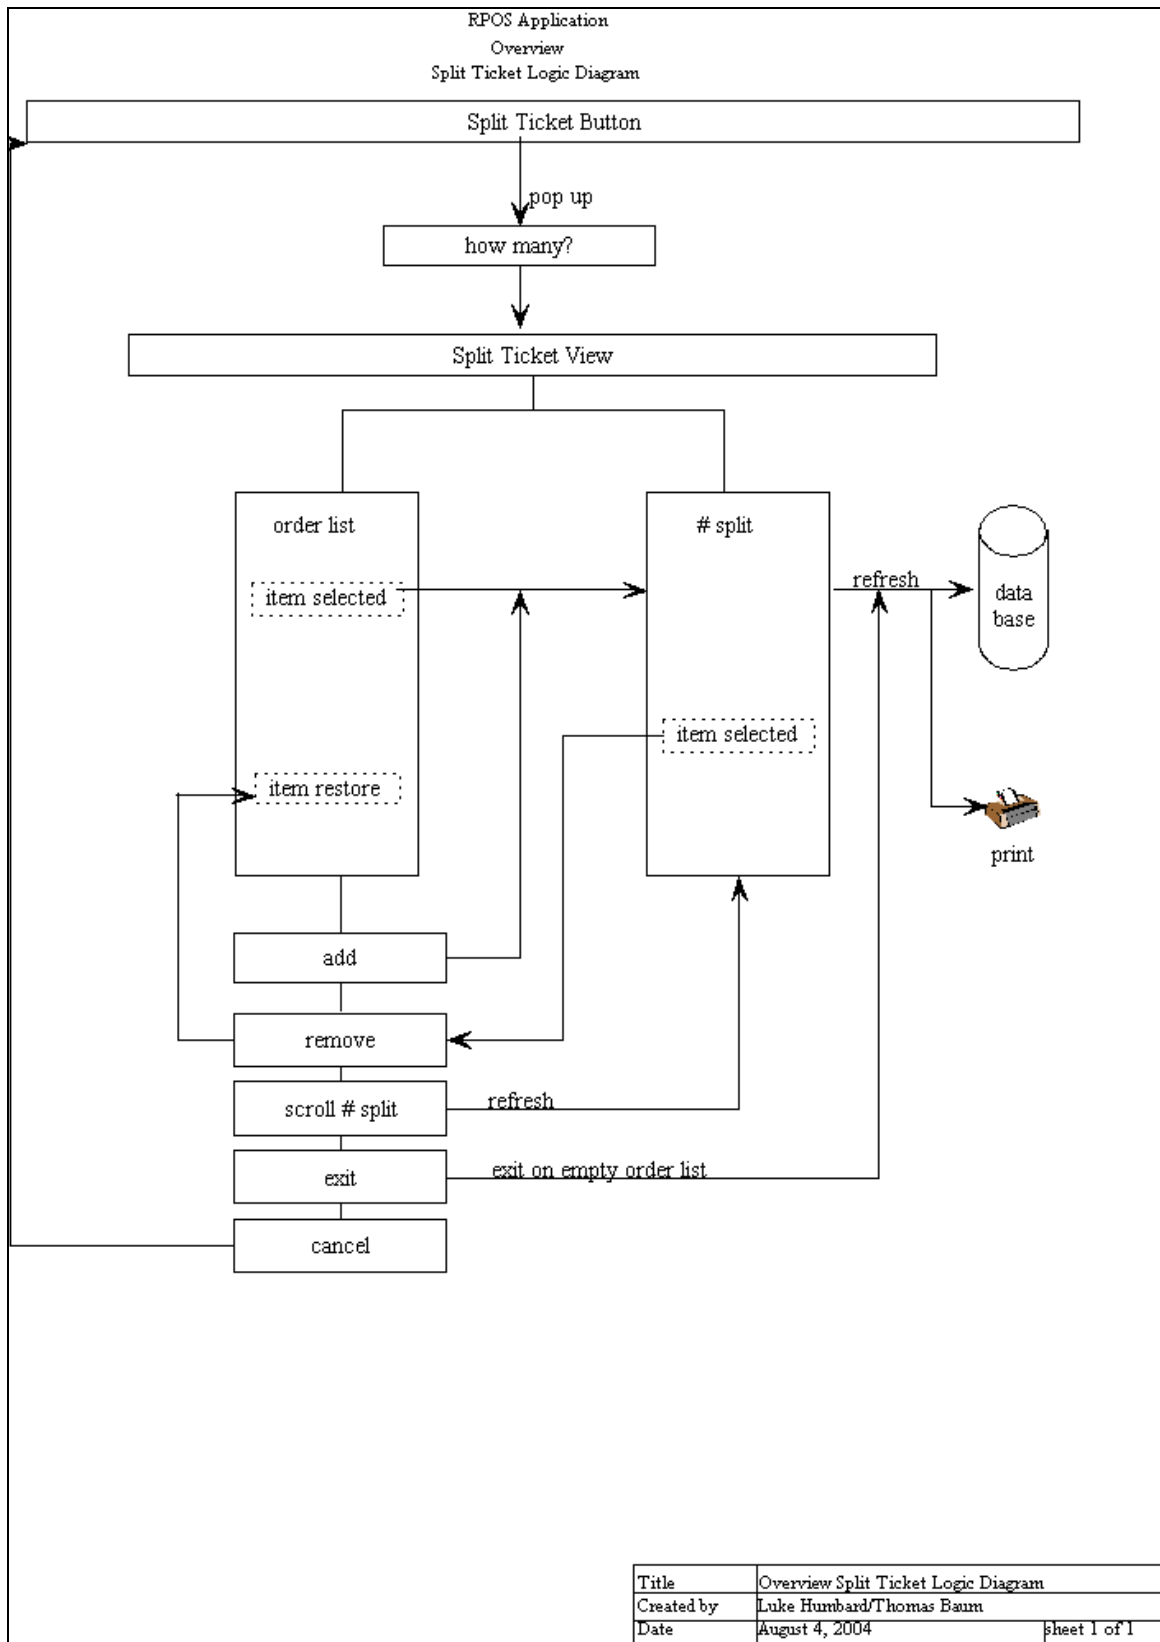 RPOS Application
Overview
Split Ticket Logic Diagram
Split Ticket Button
pop up
how many?
Split Ticket View
order list
# split
item selected
refresh
data
base
item selected
item restore
print
add
remove
scroll # split
refresh
exit
exit on empty order list
cancel
Title Overview Split Ticket Logic Diagram
Created by Luke Humbard/Thomas Baum
Date August 4, 2004 sheet 1 of 1